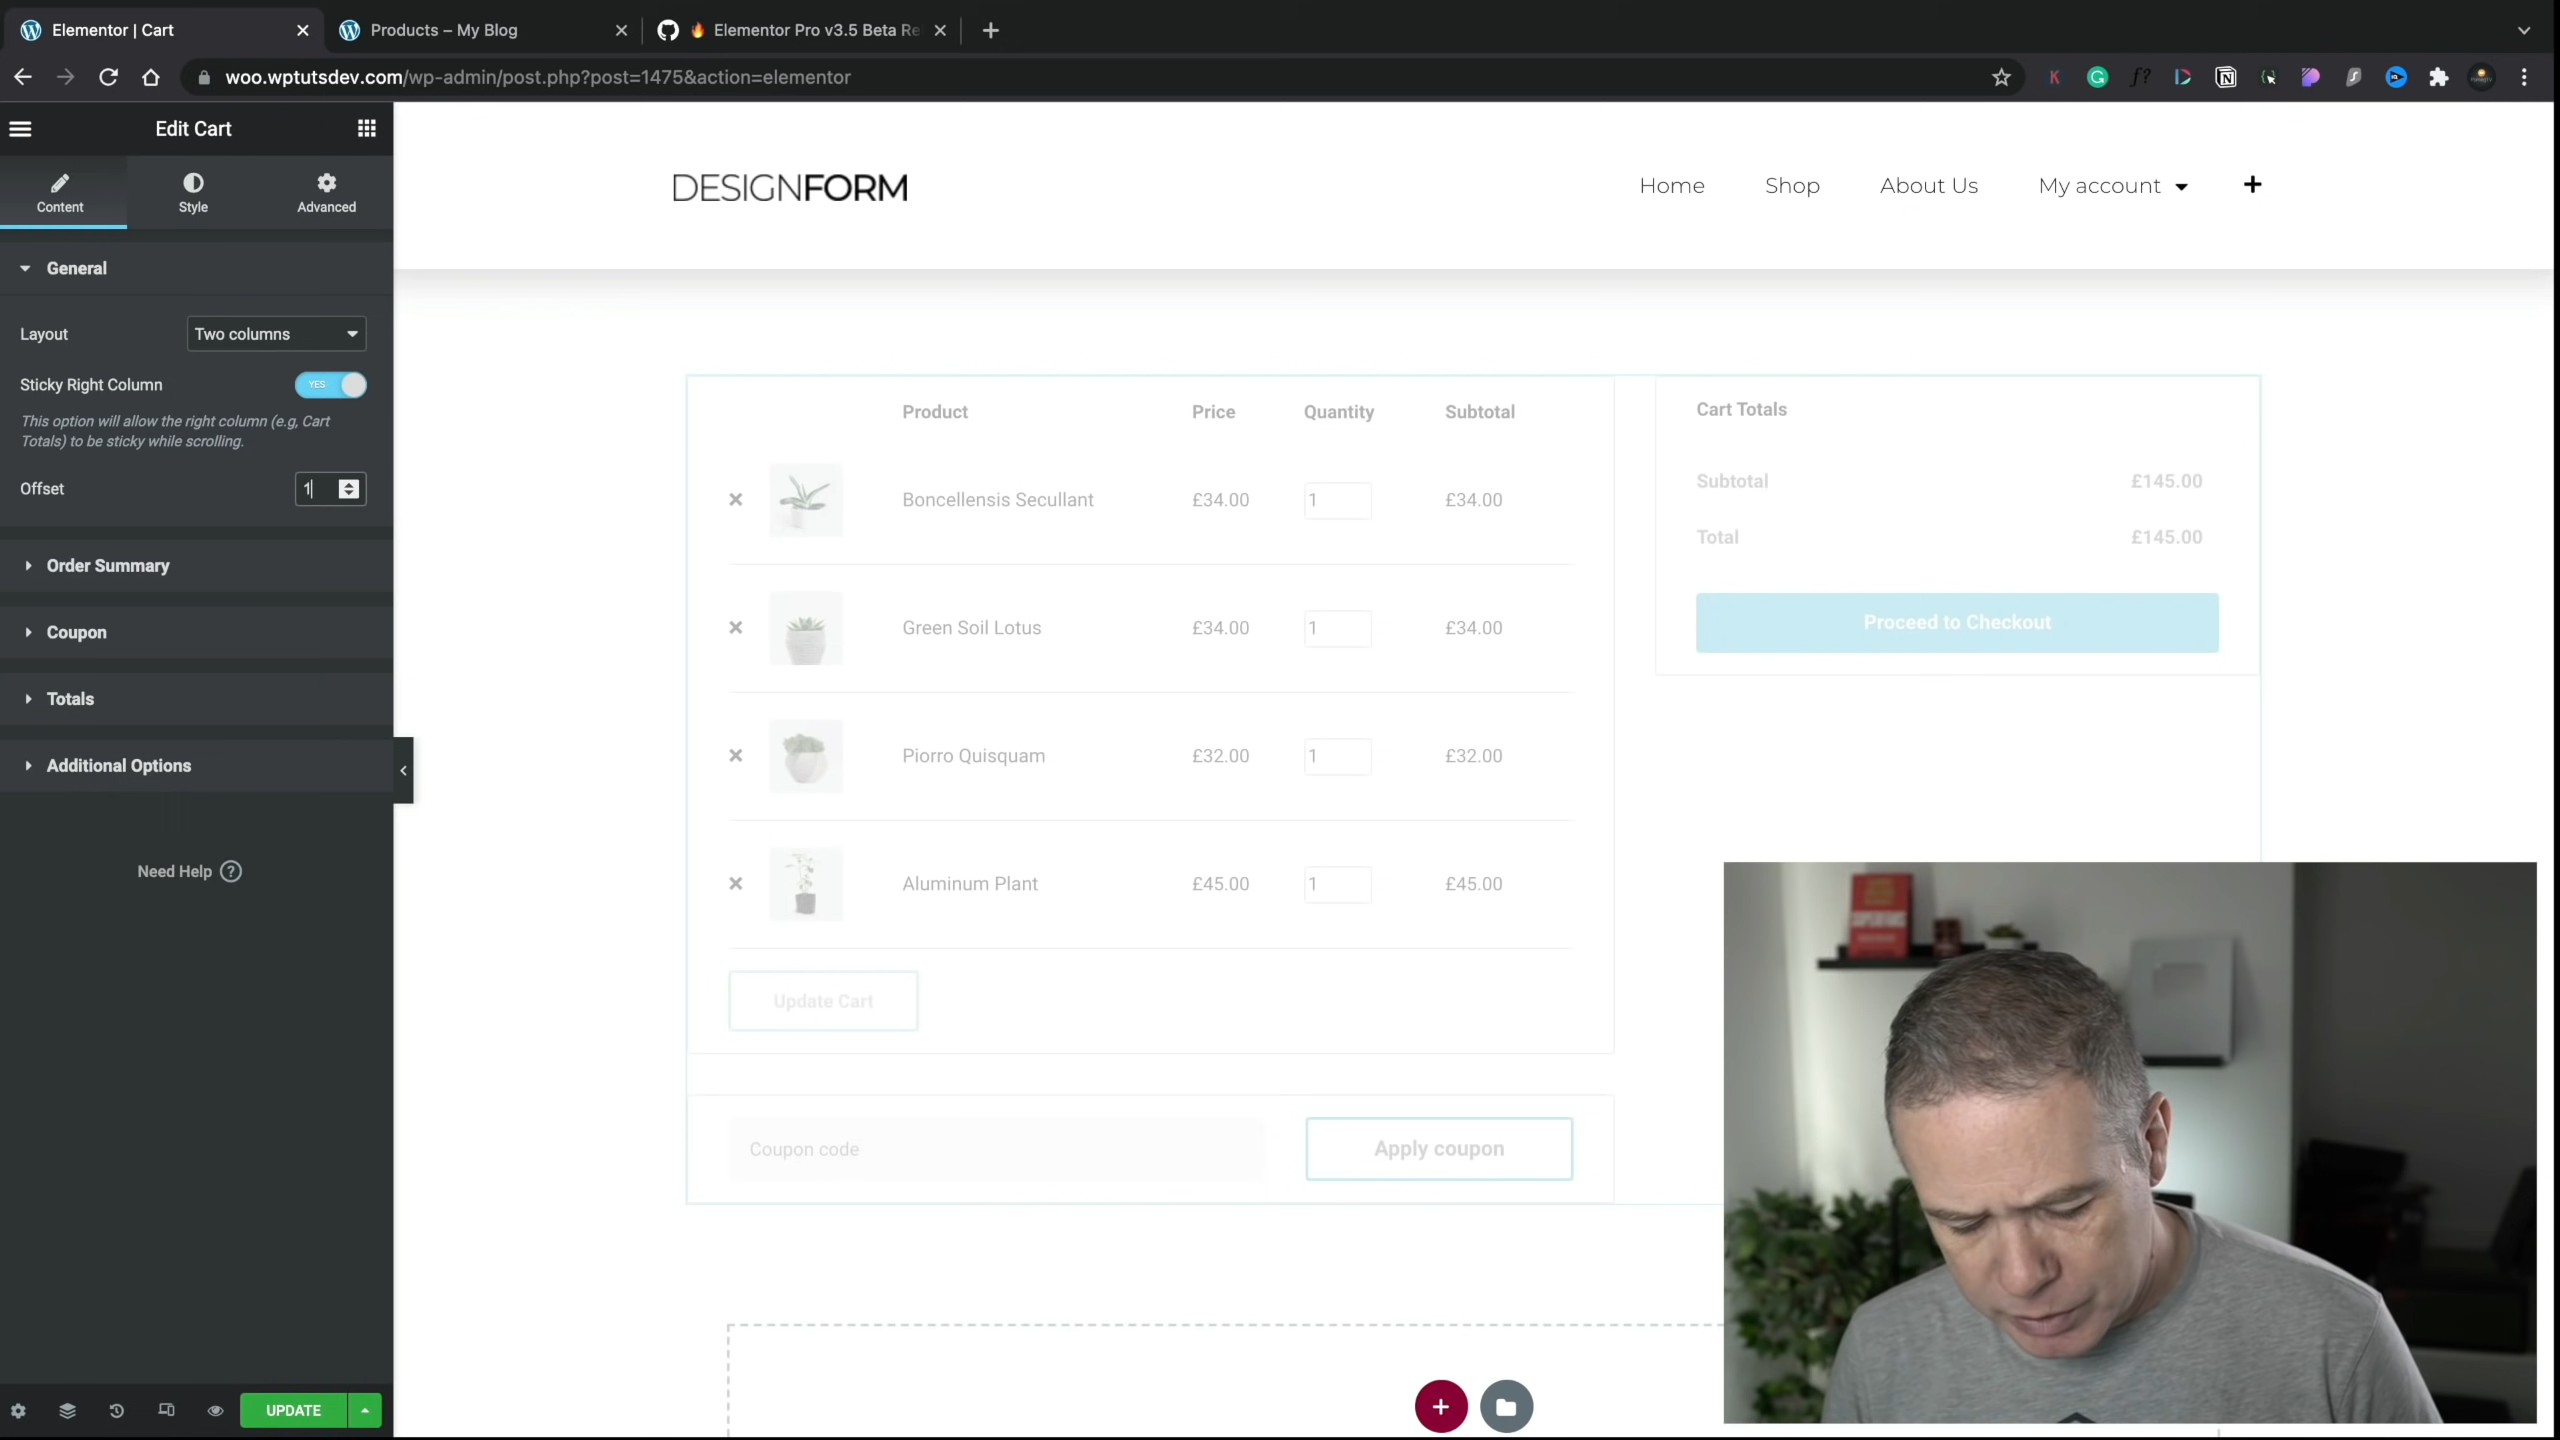 Elementor | Cart
Products – My Blog
Elementor Pro v3.5 Beta Re
woo.wptutsdev.com/wp-admin/post.php?post=1475&action=elementor
Edit Cart
Content
Style
Advanced
General
Layout
Two columns
Sticky Right Column
YES
This option will allow the right column (e.g, Cart
Totals) to be sticky while scrolling.
Offset
1
Order Summary
Coupon
Totals
Additional Options
Need Help ?
UPDATE
DESIGNFORM
Home
Shop
About Us
My account
Product Price Quantity Subtotal
Boncellensis Secullant £34.00 1 £34.00
Green Soil Lotus £34.00 1 £34.00
Piorro Quisquam £32.00 1 £32.00
Aluminum Plant £45.00 1 £45.00
Update Cart
Coupon code
Apply coupon
Cart Totals
Subtotal £145.00
Total £145.00
Proceed to Checkout